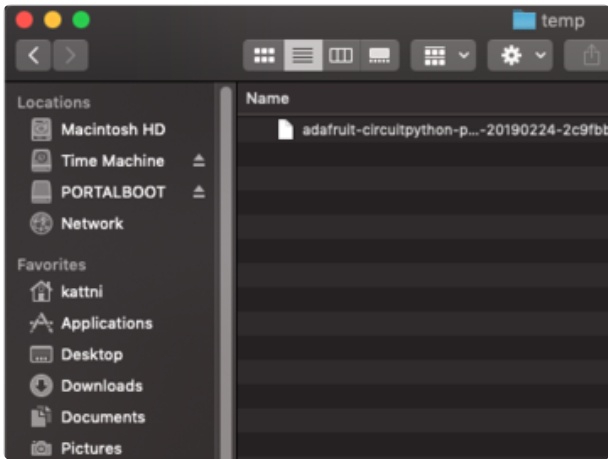 temp
Locations
Macintosh HD
Time Machine
PORTALBOOT
Network
Favorites
kattni
Applications
Desktop
Downloads
Documents
Pictures
Name
adafruit-circuitpython-p...-20190224-2c9fbb